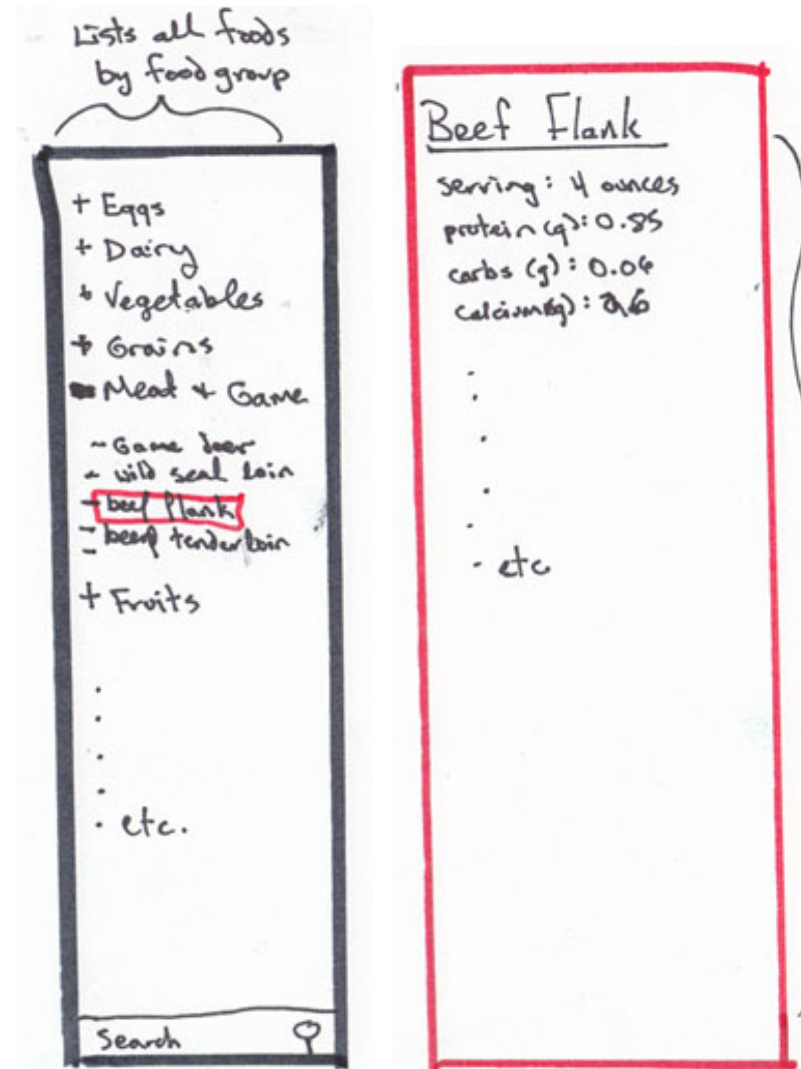 Lists all foods
by food group
+ Eggs
+ Dairy
+ Vegetables
+ Grains
- Meat + Game
- Game deer
- wild seal loin
- beef flank
- beef tenderloin
+ Fruits
. etc.
Search
Beef Flank
serving: 4 ounces
protein (g): 0.85
carbs (g): 0.06
calcium (g):
- etc